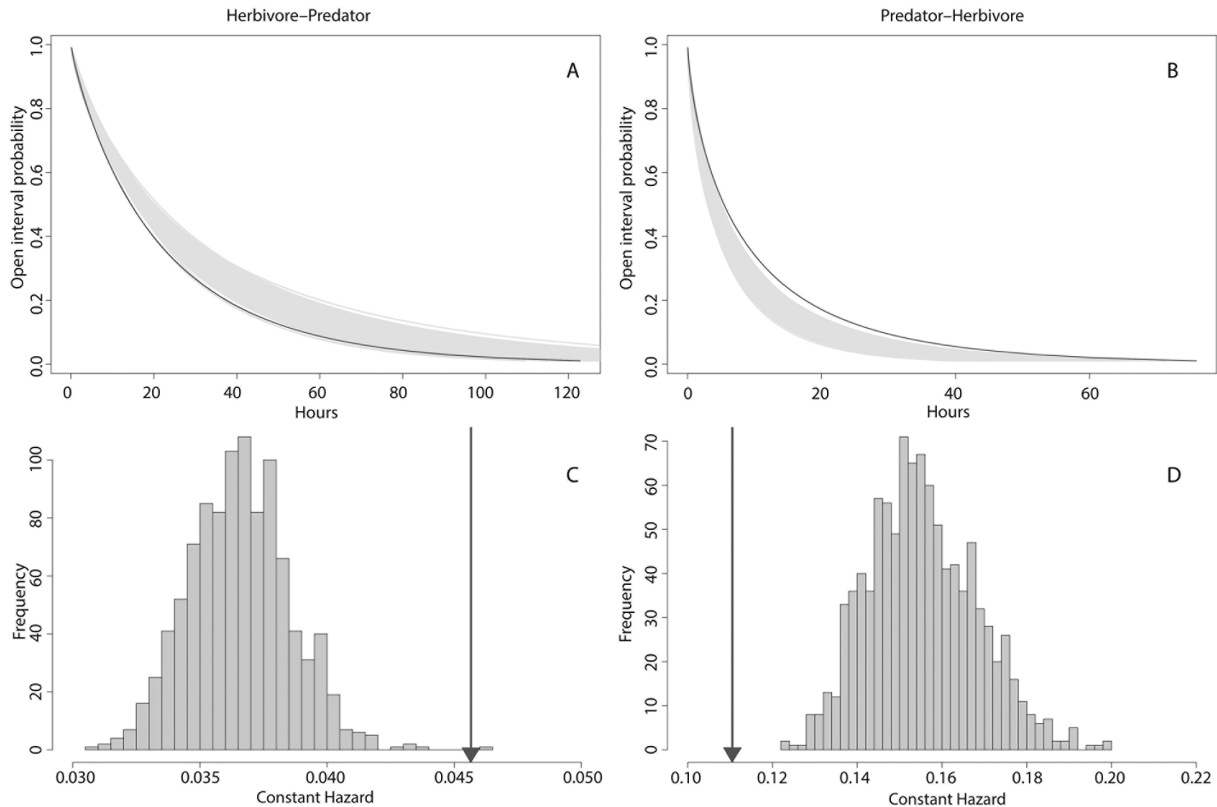 Herbivore–Predator
Predator–Herbivore
A
Open interval probability
1.0
0.8
0.6
0.4
0.2
0.0
0 20 40 60 80 100 120
Hours
B
Open interval probability
1.0
0.8
0.6
0.4
0.2
0.0
0 20 40 60
Hours
C
Frequency
100
80
60
40
20
0
0.030 0.035 0.040 0.045 0.050
Constant Hazard
D
Frequency
70
60
50
40
30
20
10
0
0.10 0.12 0.14 0.16 0.18 0.20 0.22
Constant Hazard